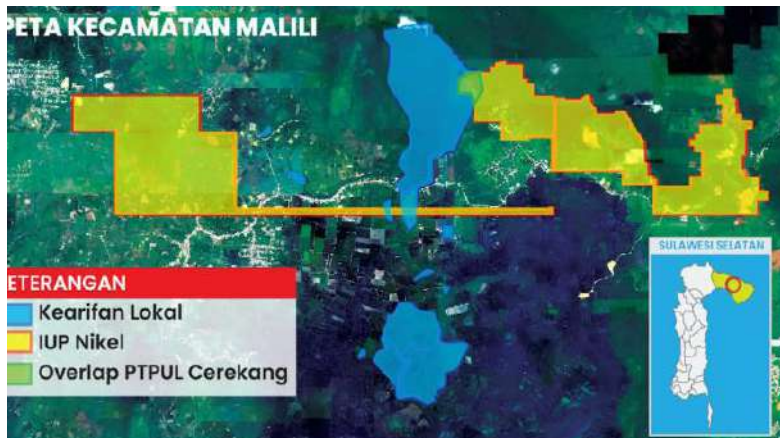 PETA KECAMATAN MALILI
SULAWESI SELATAN
ETERANGAN
Kearifan Lokal
IUP Nikel
Overlap PTPUL Cerekang